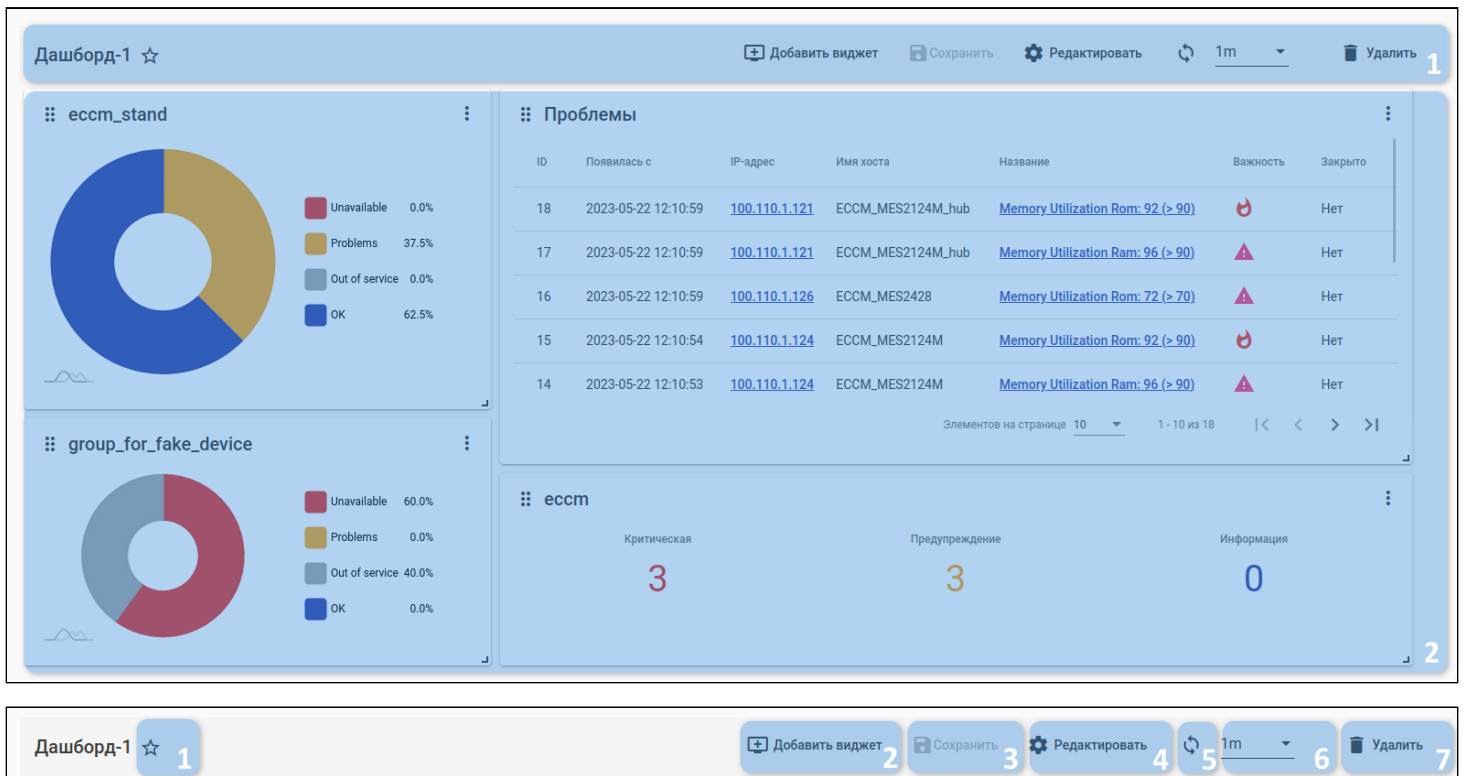 Дашборд-1 Добавить виджет Сохранить Редактировать 1m Удалить 1
eccm_stand
Unavailable 0.0%
Problems 37.5%
Out of service 0.0%
OK 62.5%
Проблемы
ID Появилась с IP-адрес Имя хоста Название Важность Закрыто
18 2023-05-22 12:10:59 100.110.1.121 ECCM_MES2124M_hub Memory Utilization Rom: 92 (> 90) Нет
17 2023-05-22 12:10:59 100.110.1.121 ECCM_MES2124M_hub Memory Utilization Ram: 96 (> 90) Нет
16 2023-05-22 12:10:59 100.110.1.126 ECCM_MES2428 Memory Utilization Rom: 72 (> 70) Нет
15 2023-05-22 12:10:54 100.110.1.124 ECCM_MES2124M Memory Utilization Rom: 92 (> 90) Нет
14 2023-05-22 12:10:53 100.110.1.124 ECCM_MES2124M Memory Utilization Ram: 96 (> 90) Нет
Элементов на странице 10 1 - 10 из 18
group_for_fake_device
Unavailable 60.0%
Problems 0.0%
Out of service 40.0%
OK 0.0%
eccm
Критическая Предупреждение Информация
3 3 0
2
Дашборд-1 1 Добавить виджет 2 Сохранить 3 Редактировать 4 5 1m 6 Удалить 7